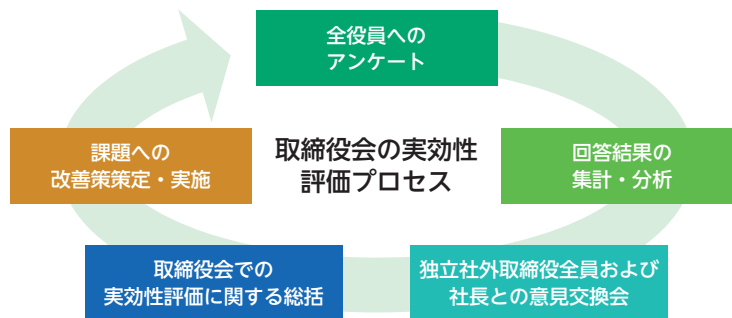 全役員への
アンケート
取締役会の実効性
評価プロセス
回答結果の
集計・分析
独立社外取締役全員および
社長との意見交換会
取締役会での
実効性評価に関する総括
課題への
改善策策定・実施